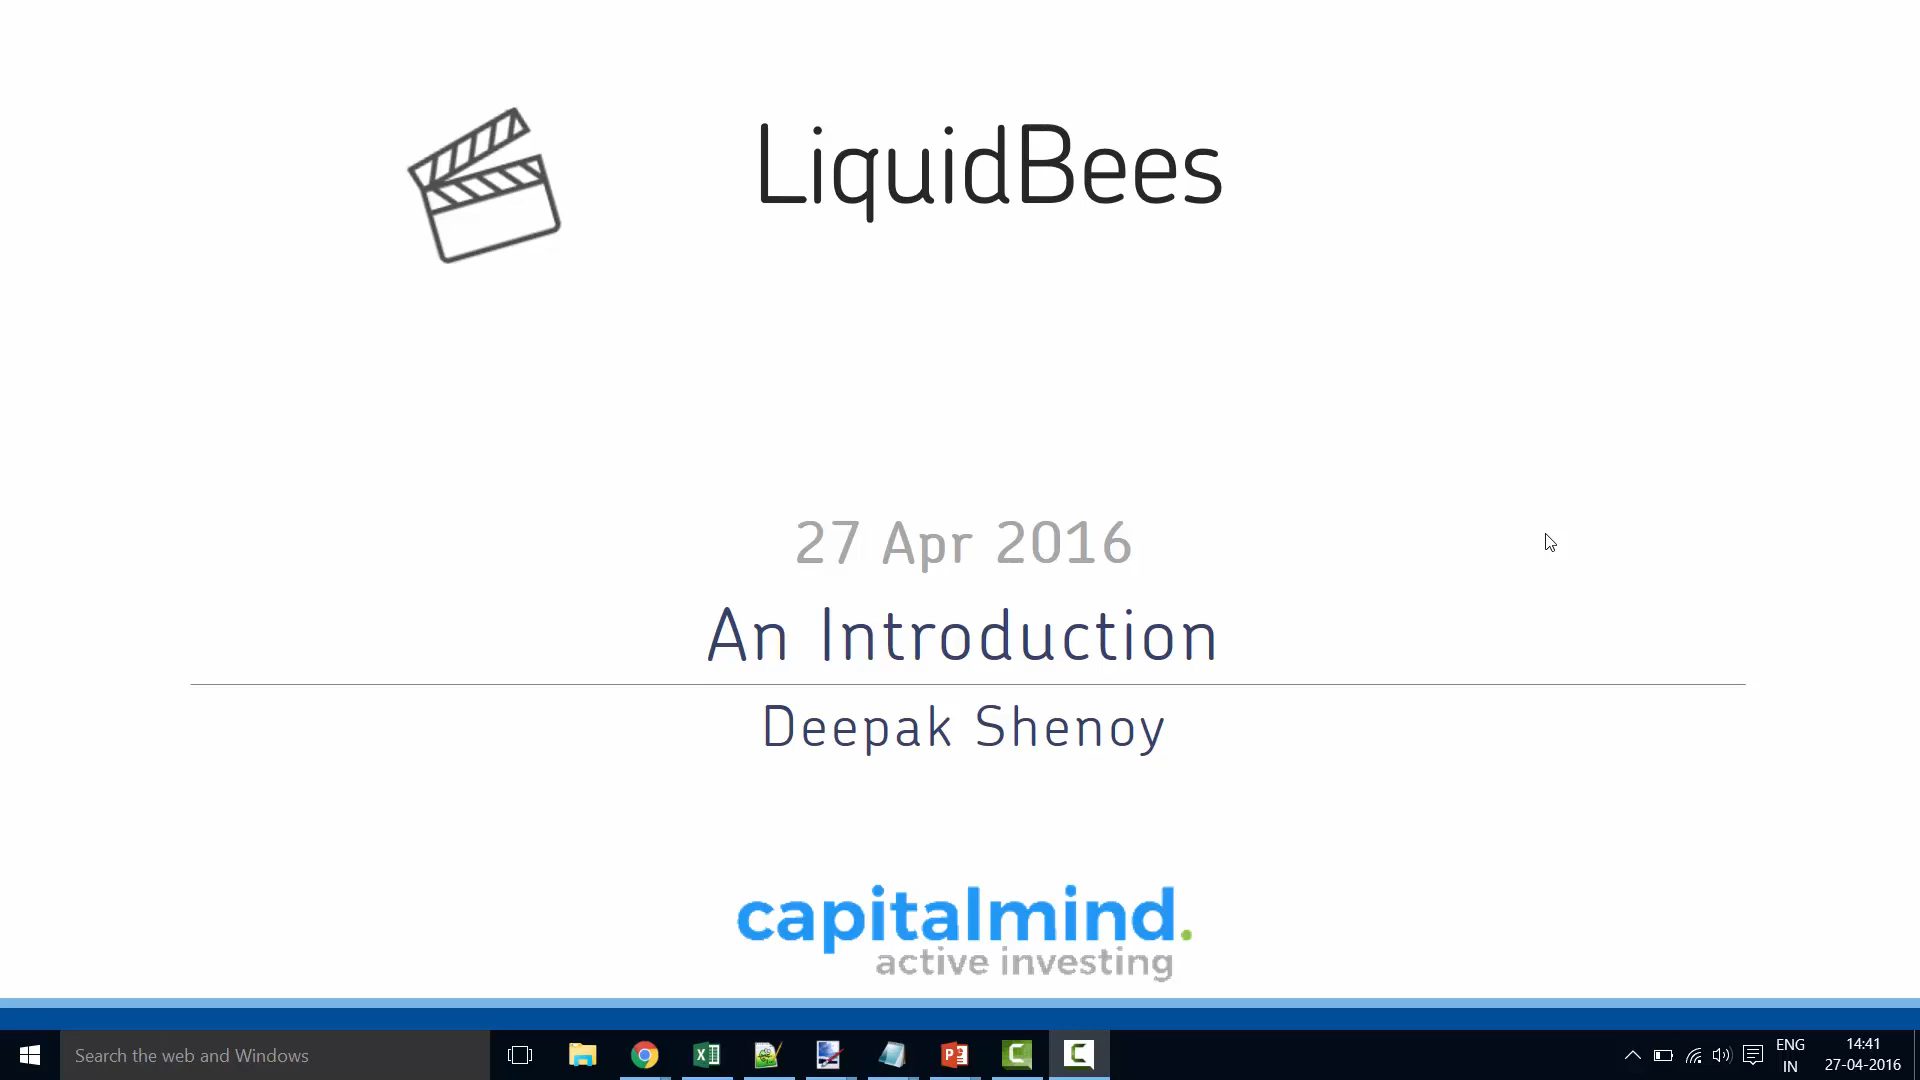 LiquidBees
27 Apr 2016
An Introduction
Deepak Shenoy
capitalmind.
active investing
Search the web and Windows
ENG
IN
14:41
27-04-2016